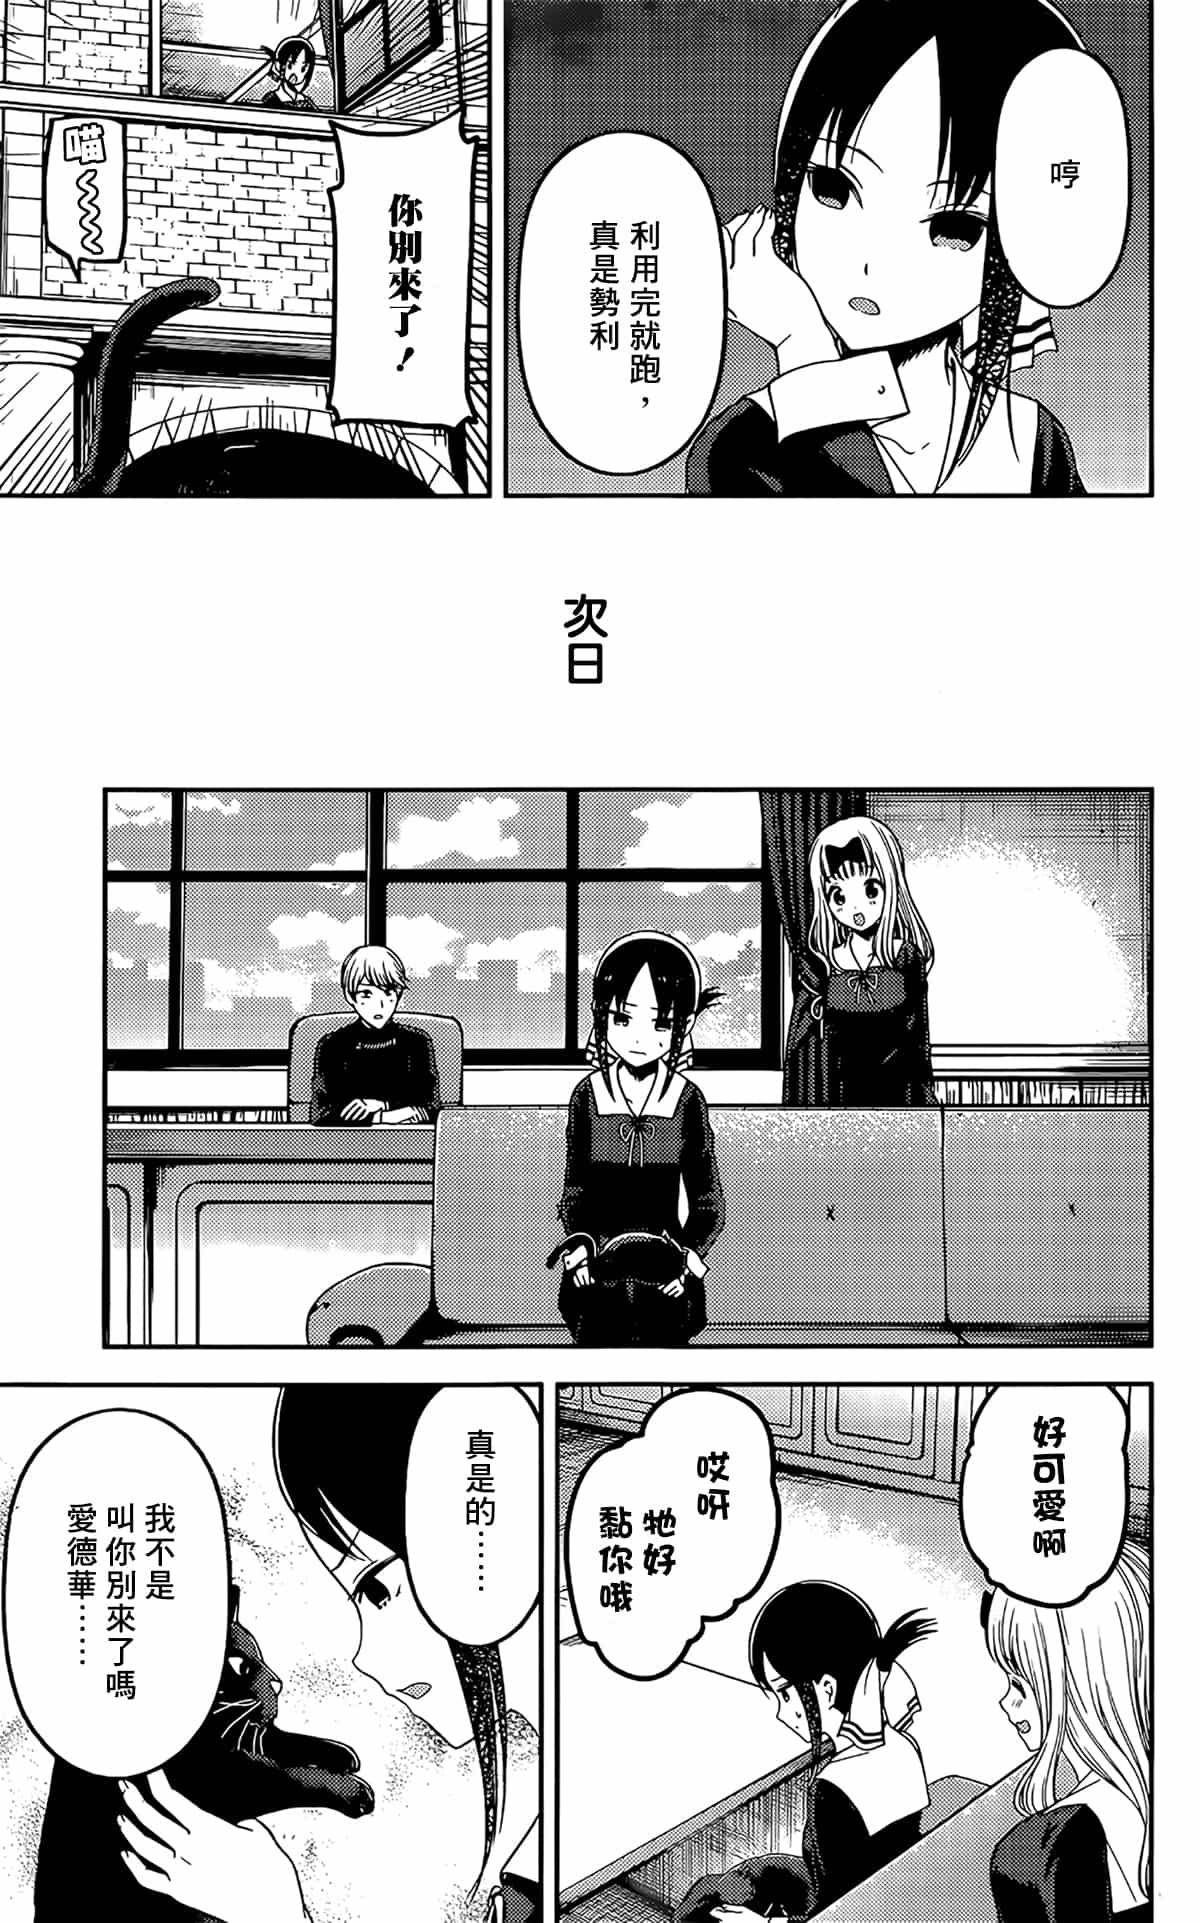 哼
利用完就跑，
真是勢利
你別來了！
喵
次日
好可愛啊
哎呀
牠好
黏你哦
真是的……
我不是
叫你別來了嗎
愛德華……